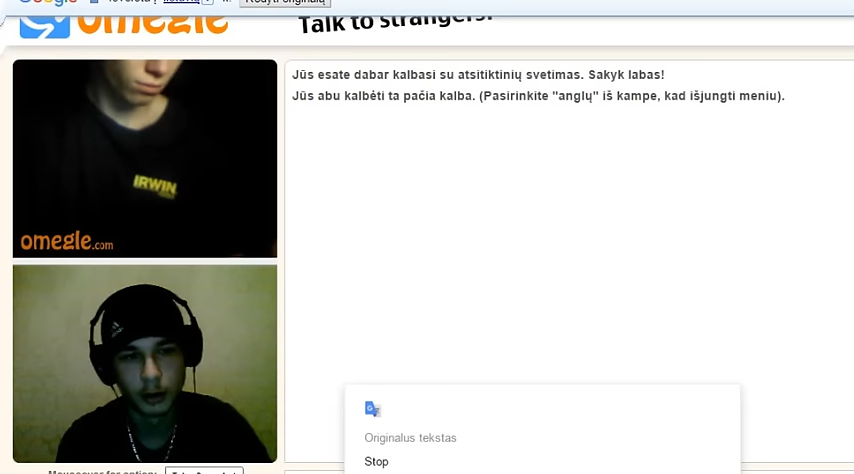 omegle
Talk to strangers!
Jūs esate dabar kalbasi su atsitiktinių svetimas. Sakyk labas!
Jūs abu kalbėti ta pačia kalba. (Pasirinkite "anglų" iš kampe, kad išjungti meniu).
IRWIN
omegle.com
Originalus tekstas
Stop